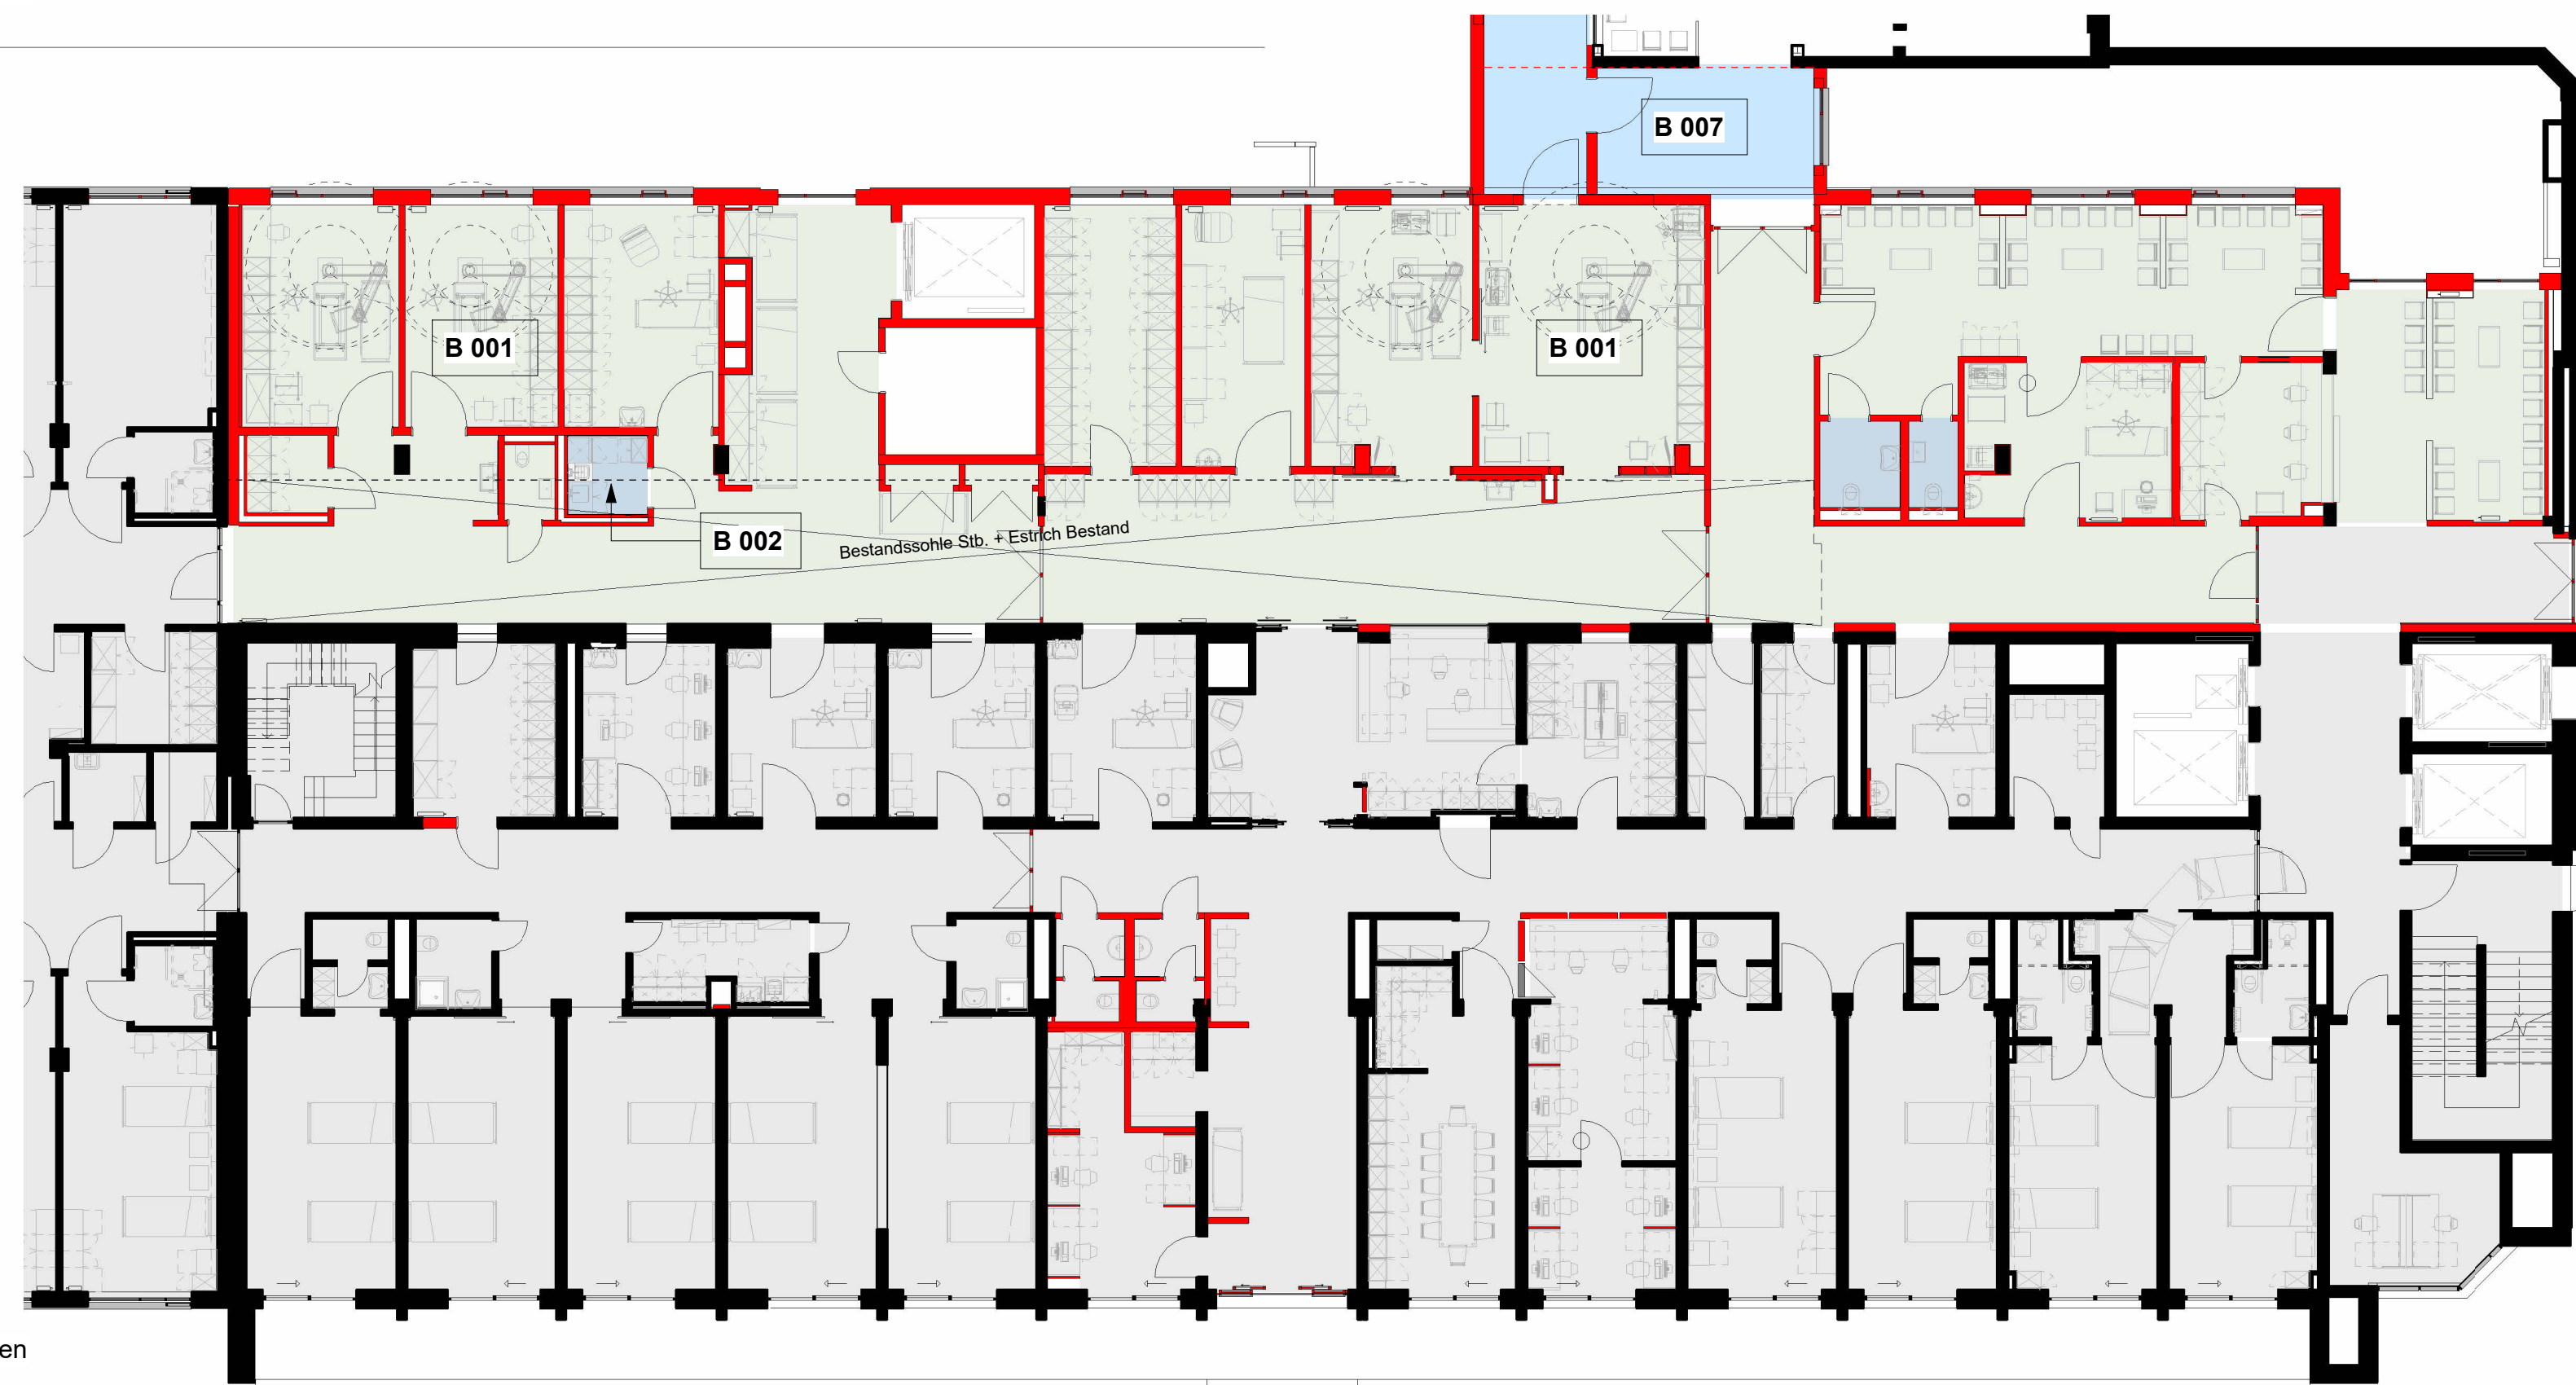 B 007
B 001
B 001
B 002
Bestandssohle Stb. + Estrich Bestand
en